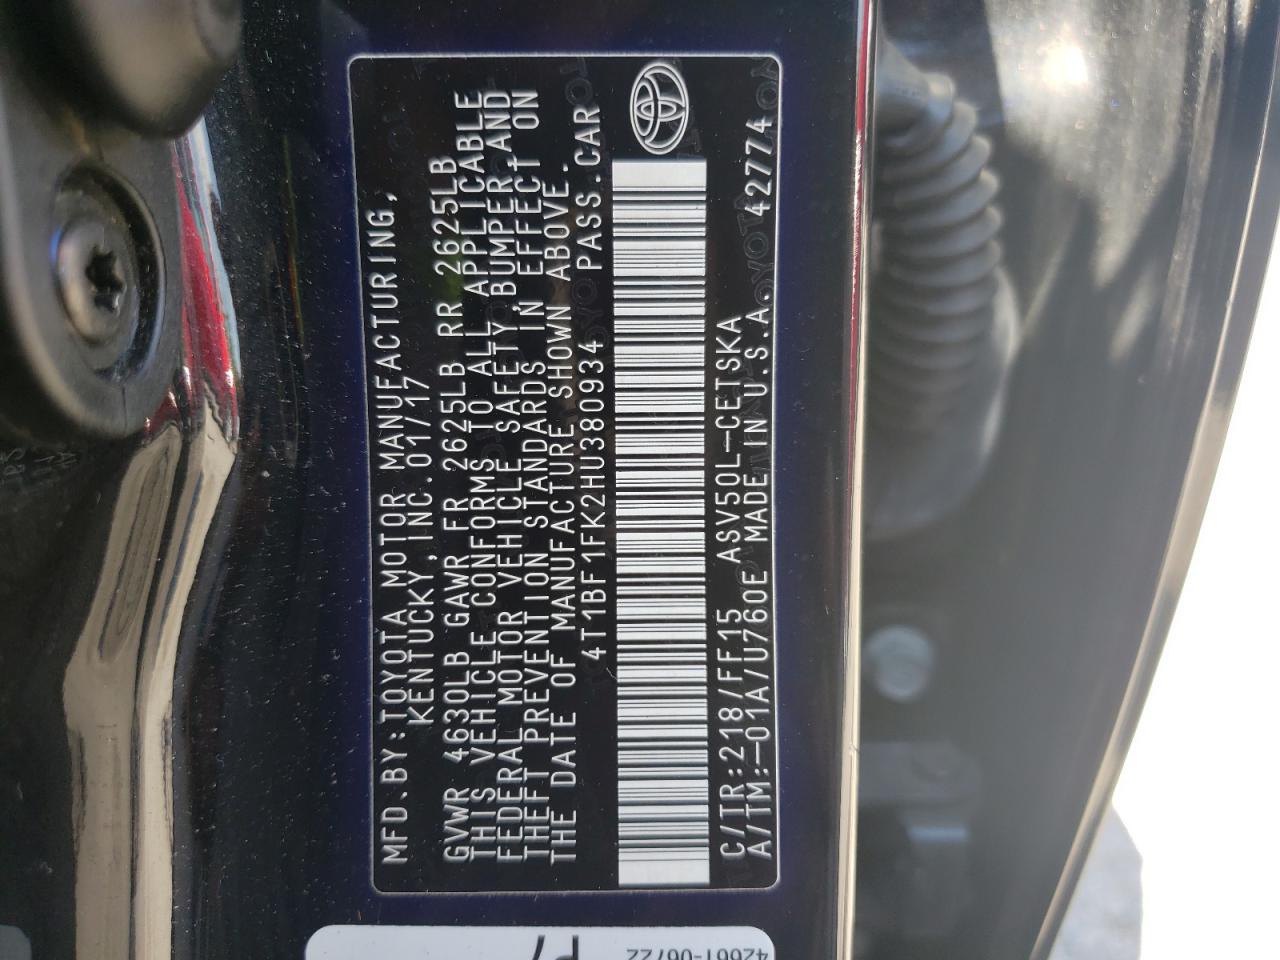 MFD.BY:TOYOTA MOTOR MANUFACTURING,
KENTUCKY,INC.01/17
GVWR 4630LB GAWR FR 2625LB RR 2625LB
THIS VEHICLE CONFORMS TO ALL APPLICABLE
FEDERAL MOTOR VEHICLE SAFETY,BUMPER,AND
THEFT PREVENTION STANDARDS IN EFFECT ON
THE DATE OF MANUFACTURE SHOWN ABOVE.
4T1BF1FK2HU380934 PASS.CAR
C/TR:218/FF15 ASV50L-CETSKA
A/TM:-01A/U760E MADE IN U.S.A. 42774
42661-06722